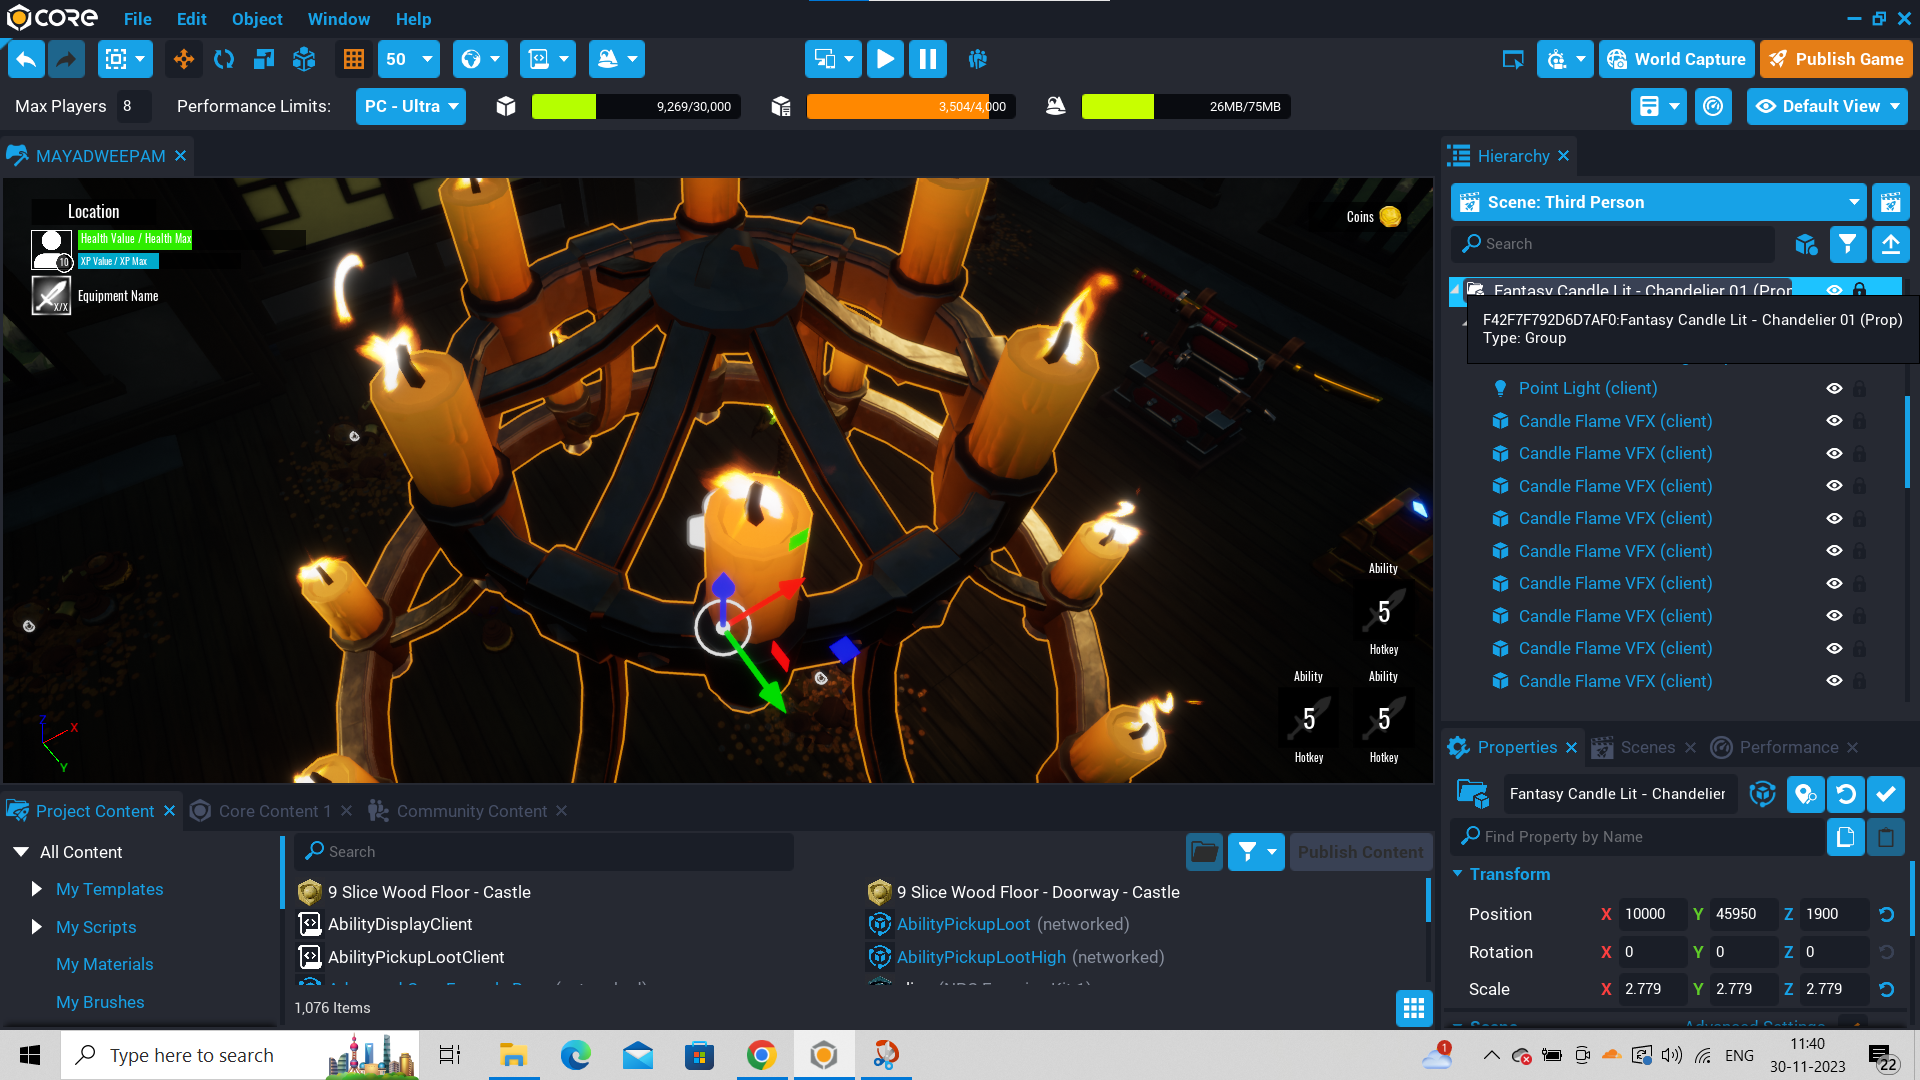 CORE
File Edit Object Window Help
50
World Capture
Publish Game
Max Players 8
Performance Limits:
PC - Ultra
9,269/30,000
3,504/4,000
26MB/75MB
Default View
MAYADWEEPAM
Location
Health Value / Health Max
XP Value / XP Max
10
X/X
Equipment Name
Coins
Ability
5
Hotkey
Ability
5
Hotkey
Ability
5
Hotkey
Z
X
Y
Hierarchy
Scene: Third Person
Search
Fantasy Candle Lit - Chandelier 01 (Prop
F42F7F792D6D7AF0:Fantasy Candle Lit - Chandelier 01 (Prop)
Type: Group
Point Light (client)
Candle Flame VFX (client)
Candle Flame VFX (client)
Candle Flame VFX (client)
Candle Flame VFX (client)
Candle Flame VFX (client)
Candle Flame VFX (client)
Candle Flame VFX (client)
Candle Flame VFX (client)
Candle Flame VFX (client)
Properties
Scenes
Performance
Fantasy Candle Lit - Chandelier
Find Property by Name
Transform
Position X 10000 Y 45950 Z 1900
Rotation X 0 Y 0 Z 0
Scale X 2.779 Y 2.779 Z 2.779
Scene
Advanced Settings
Project Content
Core Content 1
Community Content
All Content
My Templates
My Scripts
My Materials
My Brushes
Search
Publish Content
9 Slice Wood Floor - Castle
9 Slice Wood Floor - Doorway - Castle
AbilityDisplayClient
AbilityPickupLoot (networked)
AbilityPickupLootClient
AbilityPickupLootHigh (networked)
1,076 Items
Type here to search
1
ENG
11:40
30-11-2023
22